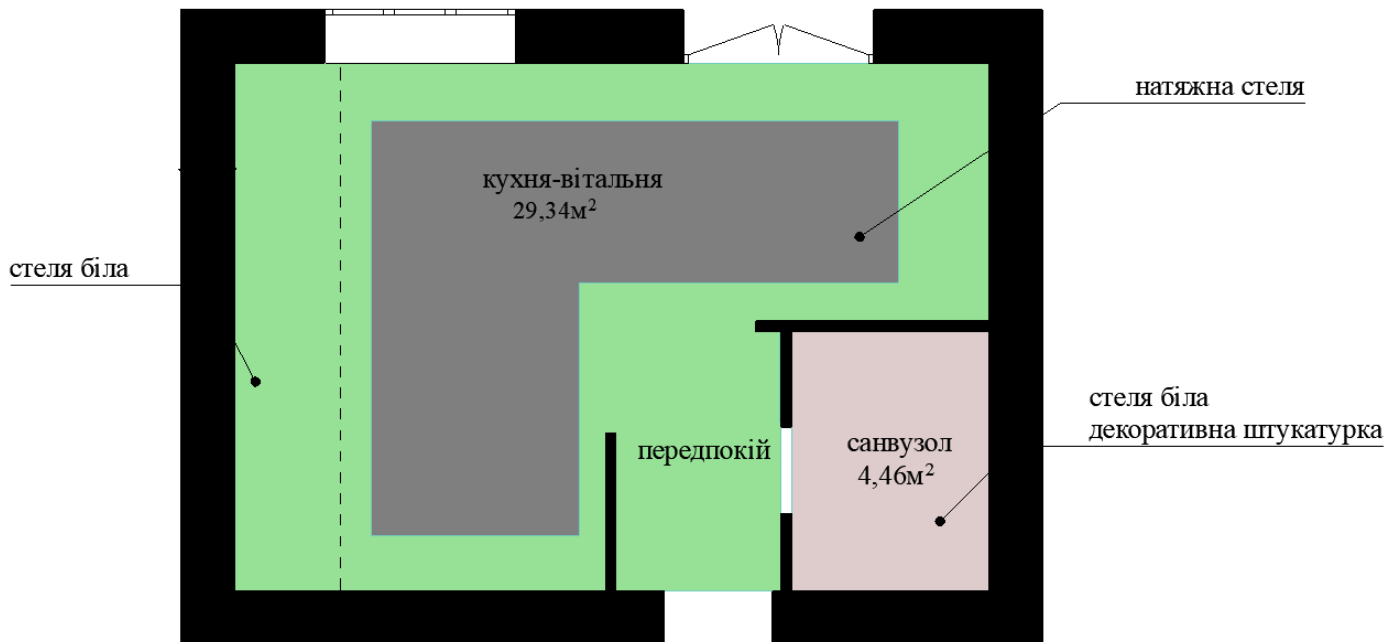 натяжна стеля
кухня-вітальня
29,34м²
стеля біла
стеля біла
декоративна штукатурка
передпокій
санвузол
4,46м²